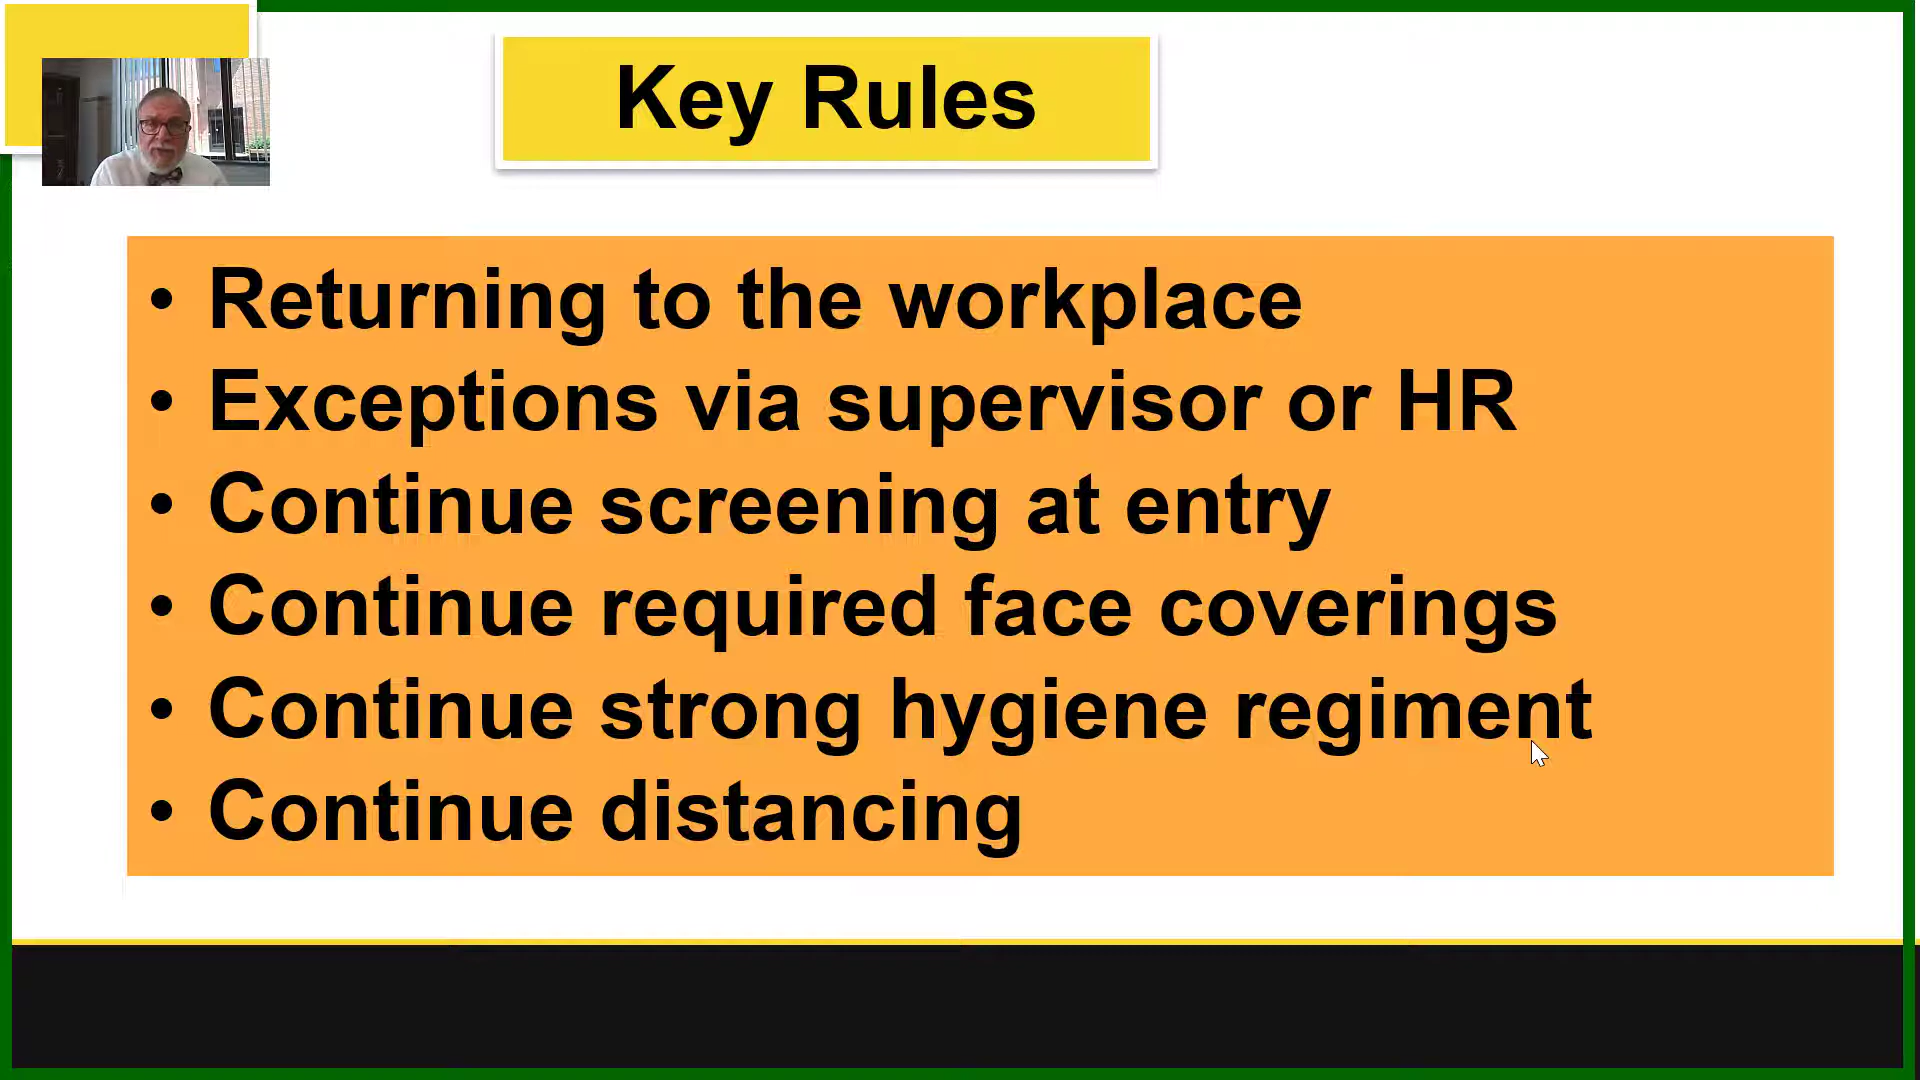 Key Rules
• Returning to the workplace
• Exceptions via supervisor or HR
• Continue screening at entry
• Continue required face coverings
• Continue strong hygiene regiment
• Continue distancing